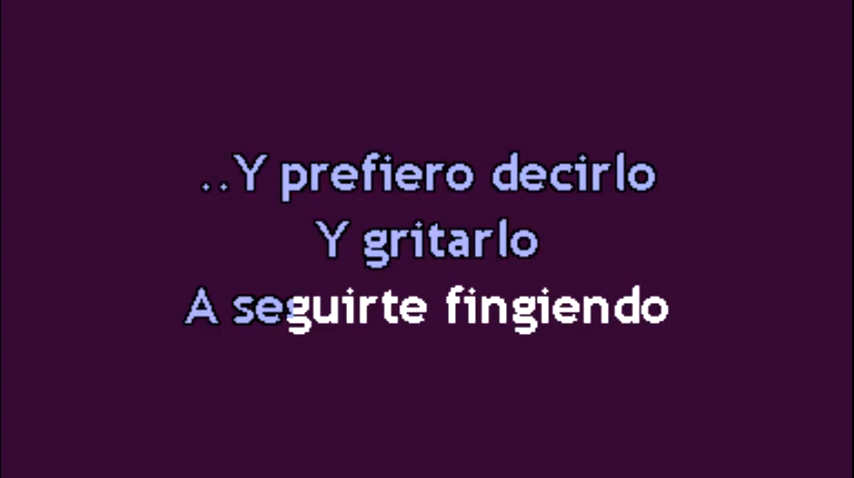 ..Y prefiero decirlo
Y gritarlo
A seguirte fingiendo